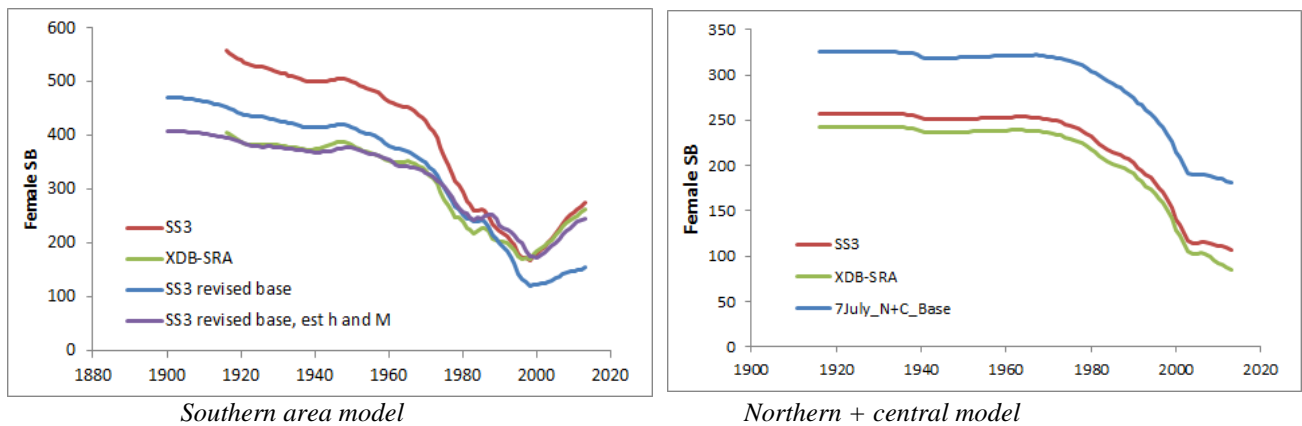 600
500
400
300
200
100
0
Female SB
SS3
XDB-SRA
SS3 revised base
SS3 revised base, est h and M
1880 1900 1920 1940 1960 1980 2000 2020
Southern area model
350
300
250
200
150
100
50
0
Female SB
SS3
XDB-SRA
7July_N+C_Base
1900 1920 1940 1960 1980 2000 2020
Northern + central model